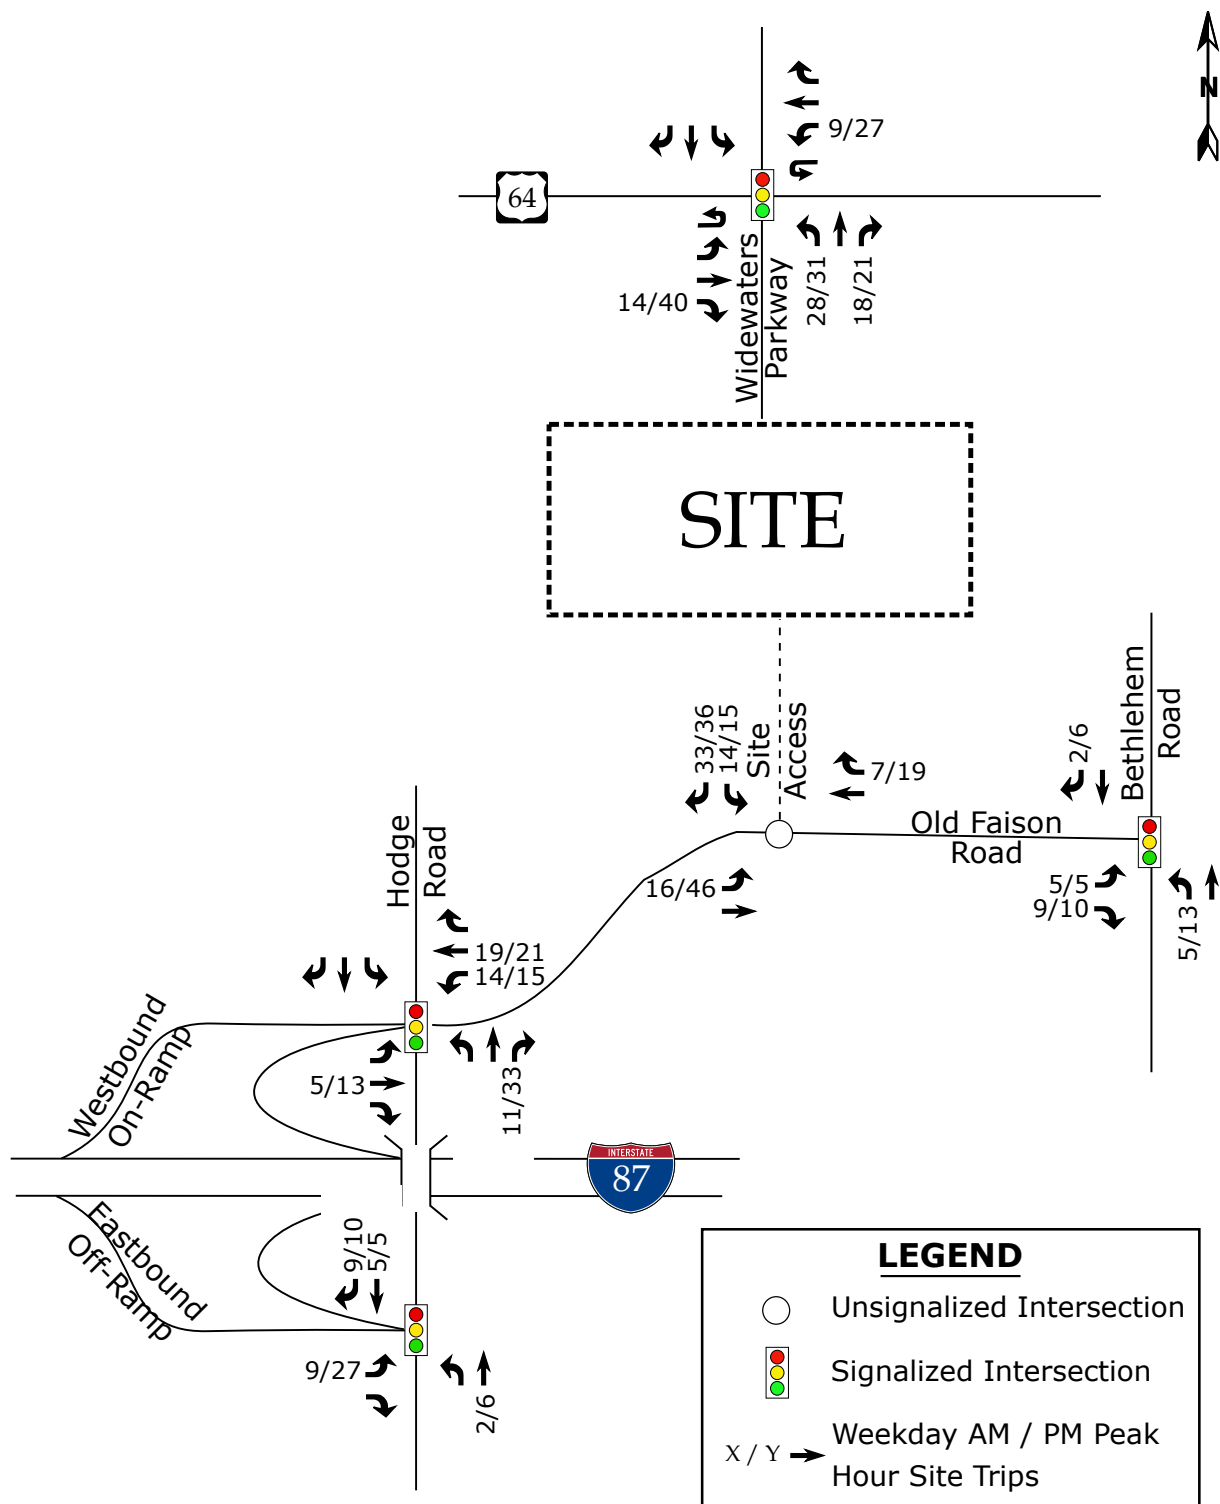 N
9/27
64
14/40
Widewaters
Parkway
28/31
18/21
SITE
33/36
14/15
Site
Access
7/19
2/6
Bethlehem
Road
Old Faison
Road
16/46
5/5
9/10
5/13
Hodge
Road
19/21
14/15
Westbound
On-Ramp
5/13
11/33
INTERSTATE
87
Eastbound
Off-Ramp
9/10
5/5
9/27
2/6
LEGEND
Unsignalized Intersection
Signalized Intersection
X / Y
Weekday AM / PM Peak
Hour Site Trips